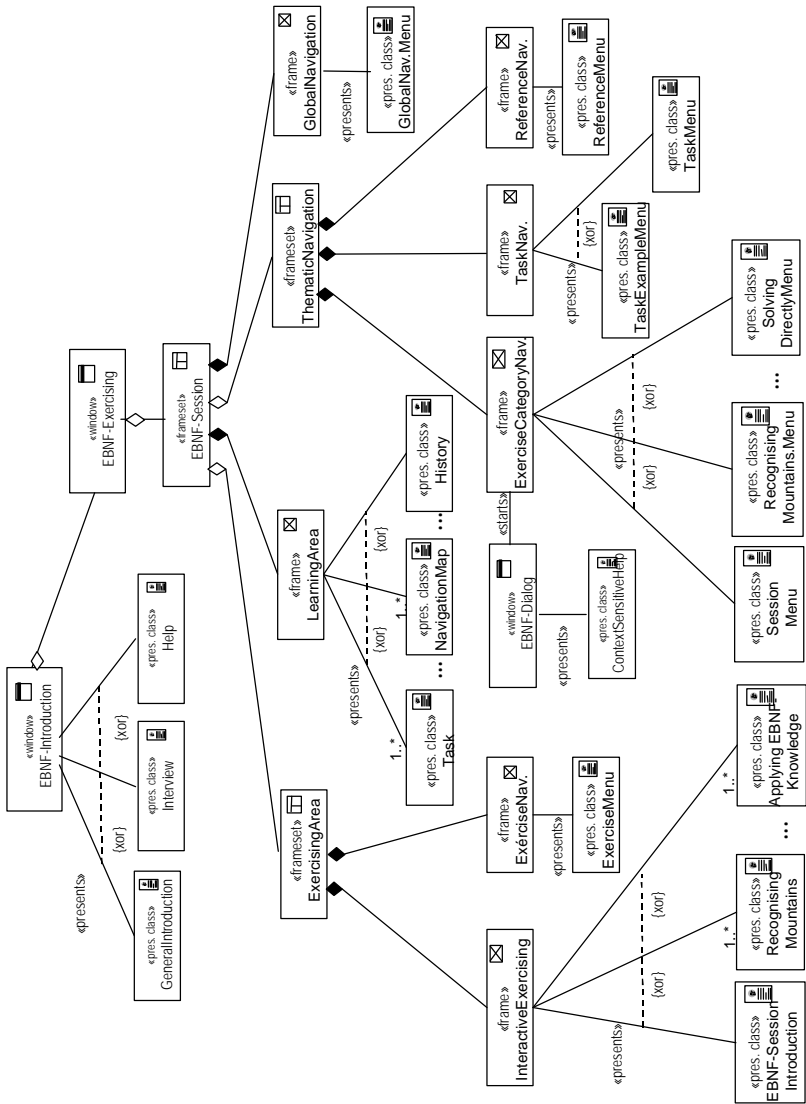 «window»
EBNF-Introduction
«presents»
{xor}
{xor}
«pres. class»
GeneralIntroduction
«pres. class»
Interview
«pres. class»
Help
«window»
EBNF-Exercising
«frameset»
EBNF-Session
«frameset»
ExercisingArea
«frame»
LearningArea
«frameset»
ThematicNavigation
«frame»
GlobalNavigation
«presents»
«pres. class»
GlobalNav.Menu
«presents»
{xor}
{xor}
1..*
«pres. class»
Task
...
1..*
«pres. class»
NavigationMap
...
«pres. class»
History
«frame»
InteractiveExercising
«frame»
ExerciseNav.
«presents»
«pres. class»
ExerciseMenu
«window»
EBNF-Dialog
«starts»
«presents»
«pres. class»
ContextSensitiveHelp
«frame»
ExerciseCategoryNav.
«frame»
TaskNav.
«presents»
{xor}
«pres. class»
TaskExampleMenu
«pres. class»
TaskMenu
«frame»
ReferenceNav.
«presents»
«pres. class»
ReferenceMenu
«presents»
{xor}
{xor}
«pres. class»
EBNF-Session
Introduction
1..*
«pres. class»
Recognising
Mountains
...
1..*
«pres. class»
Applying EBNF
Knowledge
«presents»
{xor}
{xor}
«pres. class»
Session
Menu
«pres. class»
Recognising
Mountains.Menu
...
«pres. class»
Solving
DirectlyMenu